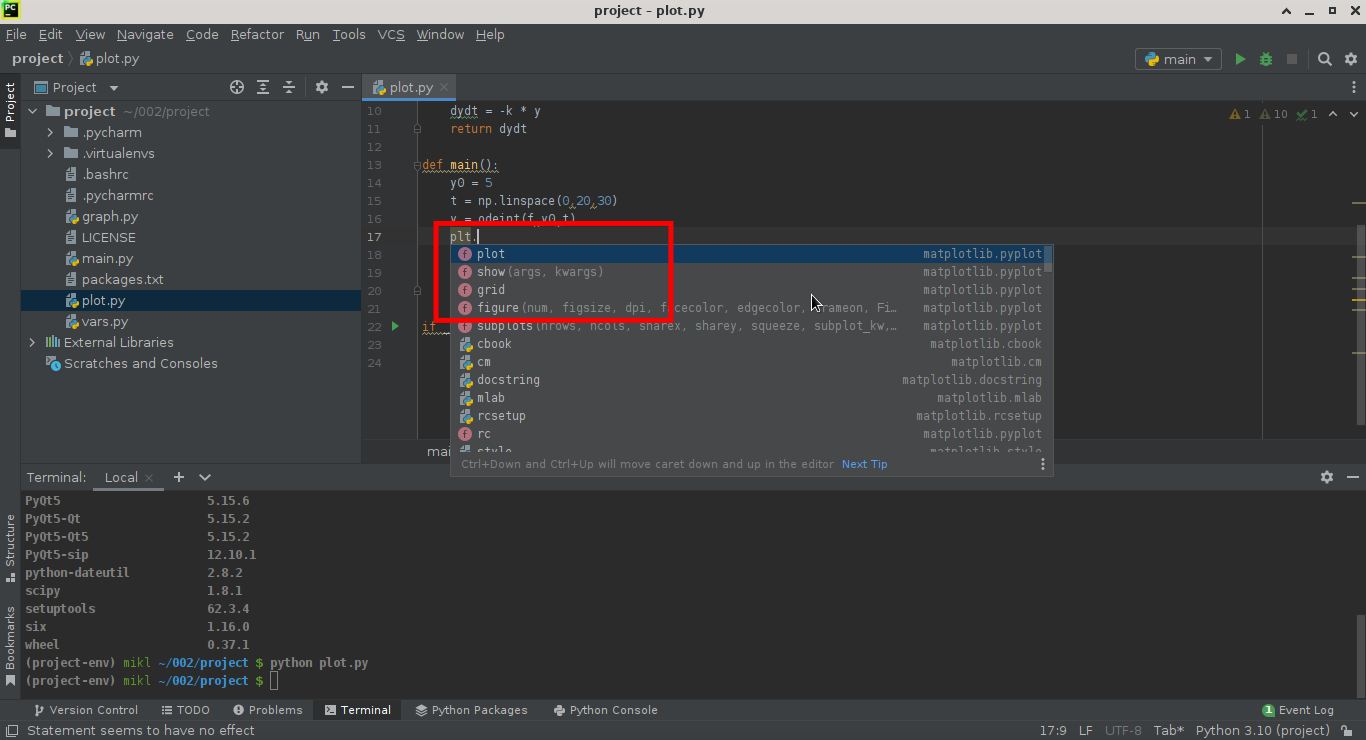 PC
project – plot.py
File Edit View Navigate Code Refactor Run Tools VCS Window Help
project plot.py
main
Project
Project
plot.py
project ~/002/project
.pycharm
.virtualenvs
.bashrc
.pycharmrc
graph.py
LICENSE
main.py
packages.txt
plot.py
vars.py
External Libraries
Scratches and Consoles
1 10 1
10 dydt = -k * y
11 return dydt
12
13 def main():
14 y0 = 5
15 t = np.linspace(0,20,30)
16 y = odeint(f,y0,t)
17 plt.
18
19
20
21
22 if
23
24
plot matplotlib.pyplot
show(args, kwargs) matplotlib.pyplot
grid matplotlib.pyplot
figure(num, figsize, dpi, facecolor, edgecolor, frameon, Fi… matplotlib.pyplot
subplots(nrows, ncols, sharex, sharey, squeeze, subplot_kw,… matplotlib.pyplot
cbook matplotlib.cbook
cm matplotlib.cm
docstring matplotlib.docstring
mlab matplotlib.mlab
rcsetup matplotlib.rcsetup
rc matplotlib.pyplot
style matplotlib.style
Ctrl+Down and Ctrl+Up will move caret down and up in the editor Next Tip
Terminal: Local
PyQt5 5.15.6
PyQt5-Qt 5.15.2
PyQt5-Qt5 5.15.2
PyQt5-sip 12.10.1
python-dateutil 2.8.2
scipy 1.8.1
setuptools 62.3.4
six 1.16.0
wheel 0.37.1
(project-env) mikl ~/002/project $ python plot.py
(project-env) mikl ~/002/project $
Structure
Bookmarks
Version Control TODO Problems Terminal Python Packages Python Console 1 Event Log
Statement seems to have no effect 17:9 LF UTF-8 Tab* Python 3.10 (project)